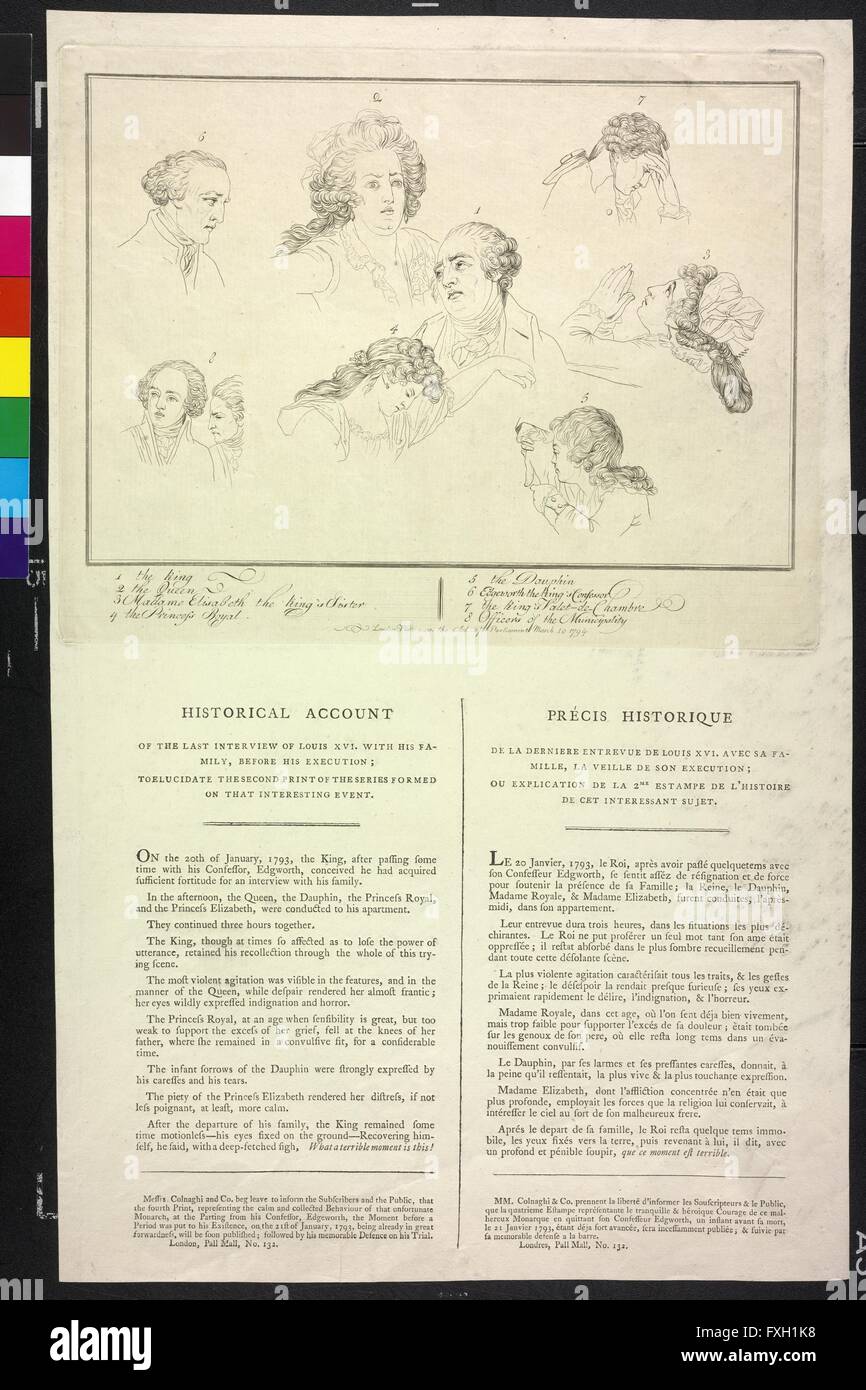 6
2
7
1
3
4
8
5
1 the King
2 the Queen
3 Madame Elisabeth the King's Sister
4 the Princeſs Royal.
5 the Dauphin
6 Edgeworth the King's Confeſsor
7 the King's Valet-de-Chambre
8 Officers of the Municipality
Parliament March 10 1794
HISTORICAL ACCOUNT
OF THE LAST INTERVIEW OF LOUIS XVI. WITH HIS FA-
MILY, BEFORE HIS EXECUTION;
TO ELUCIDATE THE SECOND PRINT OF THE SERIES FORMED
ON THAT INTERESTING EVENT.
ON the 20th of January, 1793, the King, after paſſing ſome
time with his Confeſſor, Edgworth, conceived he had acquired
ſufficient fortitude for an interview with his family.
In the afternoon, the Queen, the Dauphin, the Princeſs Royal,
and the Princeſs Elizabeth, were conducted to his apartment.
They continued three hours together.
The King, though at times ſo affected as to loſe the power of
utterance, retained his recollection through the whole of this try-
ing ſcene.
The moſt violent agitation was viſible in the features, and in the
manner of the Queen, while deſpair rendered her almoſt frantic;
her eyes wildly expreſſed indignation and horror.
The Princeſs Royal, at an age when ſenſibility is great, but too
weak to ſupport the exceſs of her grief, fell at the knees of her
father, where ſhe remained in a convulſive fit, for a conſiderable
time.
The infant ſorrows of the Dauphin were ſtrongly expreſſed by
his careſſes and his tears.
The piety of the Princeſs Elizabeth rendered her diſtreſs, if not
leſs poignant, at leaſt, more calm.
After the departure of his family, the King remained ſome
time motionleſs—his eyes fixed on the ground—Recovering him-
ſelf, he ſaid, with a deep-fetched ſigh, What a terrible moment is this!
Meſſrs. Colnaghi and Co. beg leave to inform the Subſcribers and the Public, that
the fourth Print, repreſenting the calm and collected Behaviour of that unfortunate
Monarch, at the Parting from his Confeſſor, Edgeworth, the Moment before a
Period was put to his Exiſtence, on the 21ſt of January, 1793, being already in great
forwardneſs, will be ſoon publiſhed; followed by his memorable Defence on his Trial.
London, Pall Mall, No. 132.
PRÉCIS HISTORIQUE
DE LA DERNIERE ENTREVUE DE LOUIS XVI. AVEC SA FA-
MILLE, LA VEILLE DE SON EXECUTION;
OU EXPLICATION DE LA 2ME ESTAMPE DE L'HISTOIRE
DE CET INTERESSANT SUJET.
LE 20 Janvier, 1793, le Roi, après avoir paſſé quelquetems avec
ſon Confeſſeur Edgworth, ſe ſentit aſſéz de réſignation et de force
pour ſoutenir la préſence de ſa Famille; la Reine, le Dauphin,
Madame Royale, & Madame Elizabeth, furent conduites, l'après-
midi, dans ſon appartement.
Leur entrevue dura trois heures, dans les ſituations les plus dé-
chirantes. Le Roi ne put proférer un ſeul mot tant ſon ame était
oppreſſée; il reſtat abſorbé dans le plus ſombre recueillement pen-
dant toute cette déſolante ſcène.
La plus violente agitation caractériſait tous les traits, & les geſtes
de la Reine; le déſeſpoir la rendait preſque furieuſe; ſes yeux ex-
primaient rapidement le délire, l'indignation, & l'horreur.
Madame Royale, dans cet age, où l'on ſent déja bien vivement,
mais trop faible pour ſupporter l'excés de ſa douleur; était tombée
ſur les genoux de ſon pere, où elle reſta long tems dans un éva-
nouiſſement convulſif.
Le Dauphin, par ſes larmes et ſes preſſantes careſſes, donnait, à
la peine qu'il reſſentait, la plus vive & la plus touchante expreſſion.
Madame Elizabeth, dont l'affliction concentrée n'en était que
plus profonde, employait les forces que la religion lui conſervait, à
intéreſſer le ciel au ſort de ſon malheureux frere.
Aprés le depart de ſa famille, le Roi reſta quelque tems immo-
bile, les yeux fixés vers la terre, puis revenant à lui, il dit, avec
un profond et pénible ſoupir, que ce moment eſt terrible.
MM. Colnaghi & Co. prennent la liberté d'informer les Souſcripteurs & le Public,
que la quatrieme Eſtampe repréſentante le tranquille & héroique Courage de ce mal-
hereux Monarque en quittant ſon Confeſſeur Edgworth, un inſtant avant ſa mort,
le 21 Janvier 1793, étant déja fort avancée, ſera inceſſamment publiée; & ſuivie par
ſa memorable defenſe a la barre.
Londres, Pall Mall, No. 132.
alamy
Image ID: FXH1K8
www.alamy.com